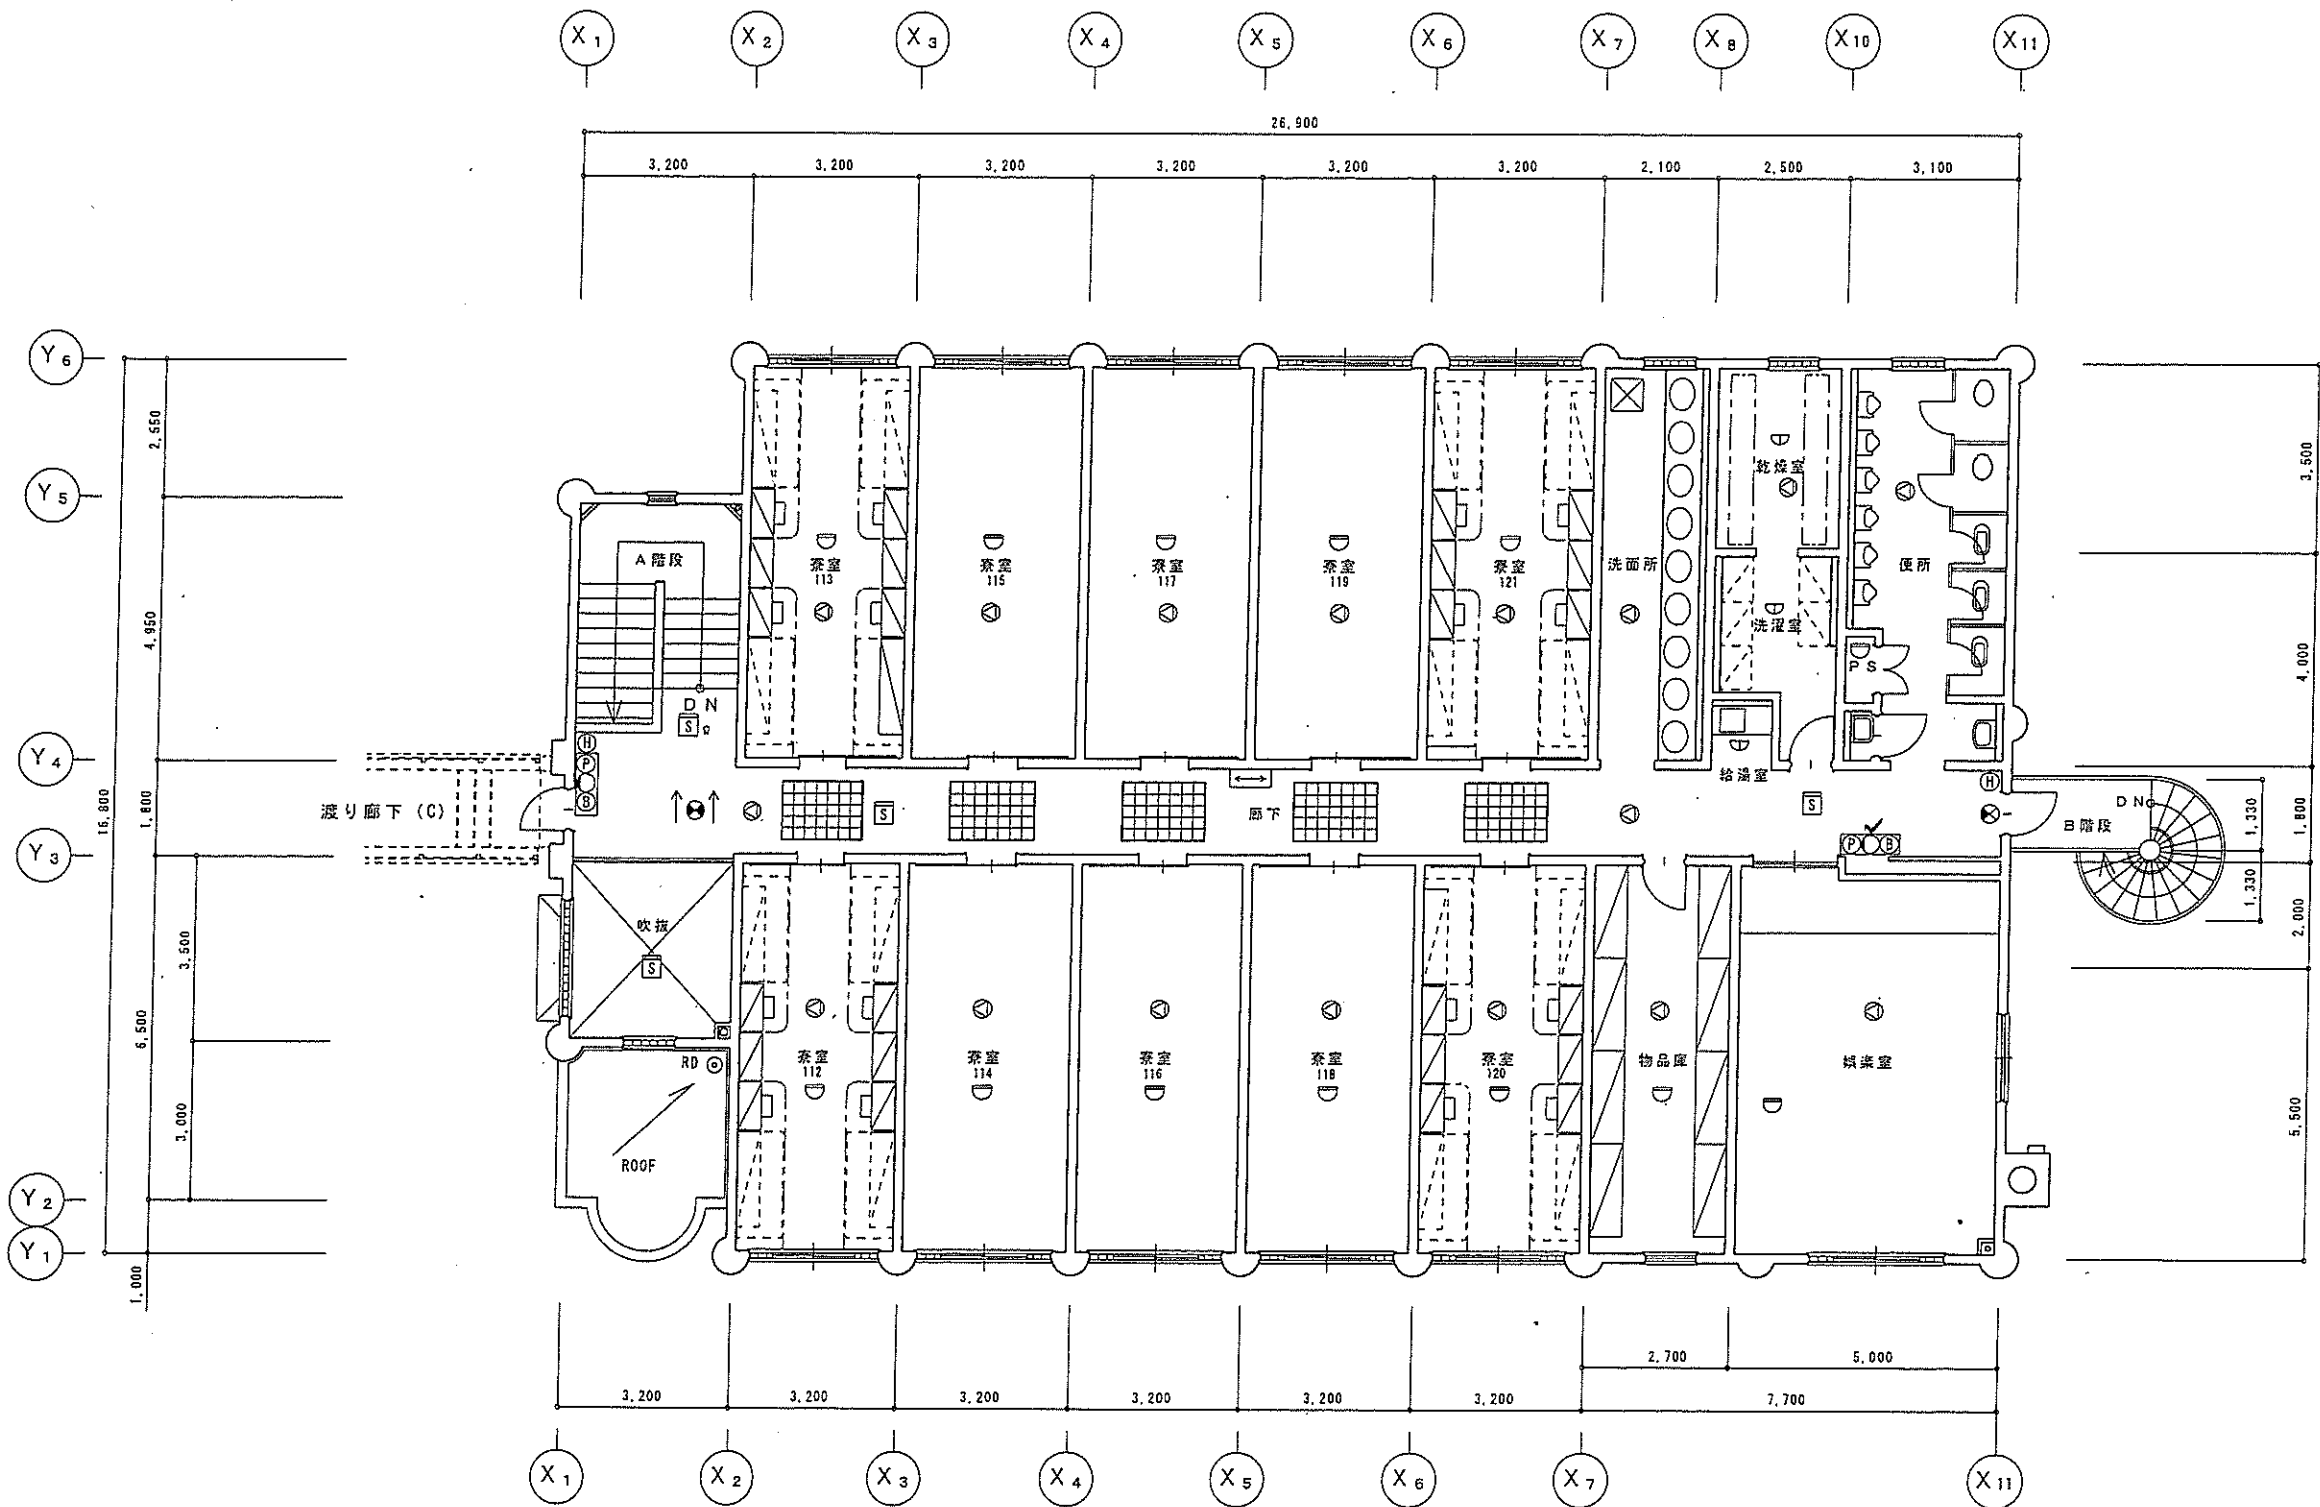 X1 X2 X3 X4 X5 X6 X7 X8 X10 X11
26,900
3,200 3,200 3,200 3,200 3,200 3,200 2,100 2,500 3,100
Y6
2,550
3,500
Y5
A階段
乾燥室
寮室 寮室 寮室 寮室 寮室 洗面所 便所
113 115 117 119 121
洗濯室
4,950
4,000
PS
DN
S
Y4
H
P
B
給湯室
H
渡り廊下 (C)
16,800
1,800
S
廊下
S
DN
B階段
1,330
1,800
P B
Y3
吹抜
S
1,330
2,000
3,500
6,500
RD
寮室 寮室 寮室 寮室 寮室 物品庫 娯楽室
112 114 116 118 120
3,000
ROOF
5,500
Y2
Y1
1,000
2,700 5,000
3,200 3,200 3,200 3,200 3,200 3,200 7,700
X1 X2 X3 X4 X5 X6 X7 X11